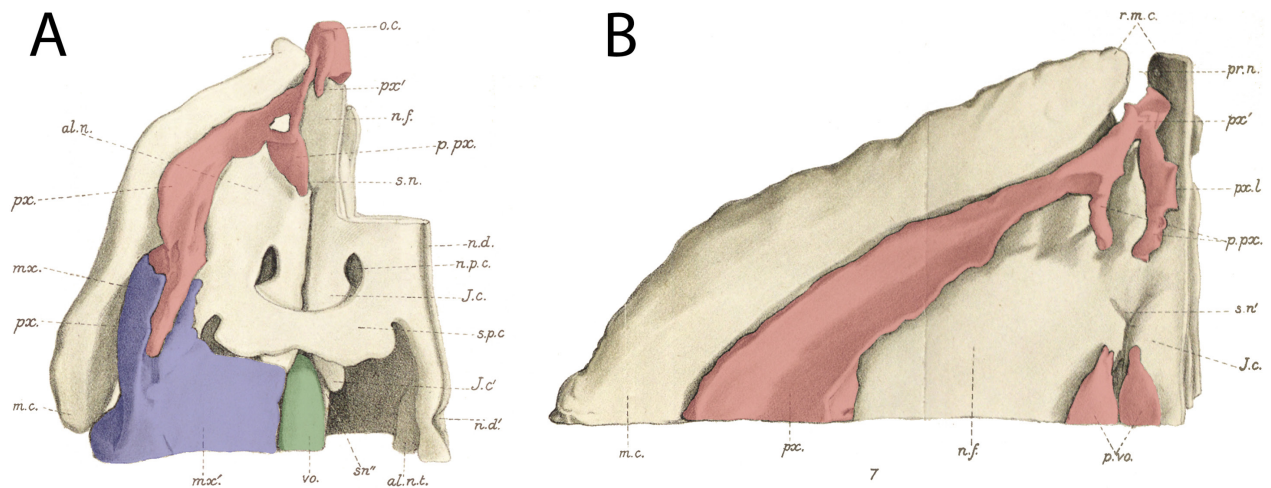 A
o.c.
px'
n.f.
al.n.
p.px.
s.n.
px.
n.d.
mx.
n.p.c.
J.c.
px.
s.p.c
J.c'
m.c.
n.d'.
mx'.
vo.
sn"
al.n.t.
B
r.m.c.
pr.n.
px'
px.l
p.px.
s.n'
J.c.
m.c.
px.
n.f.
p.vo.
7